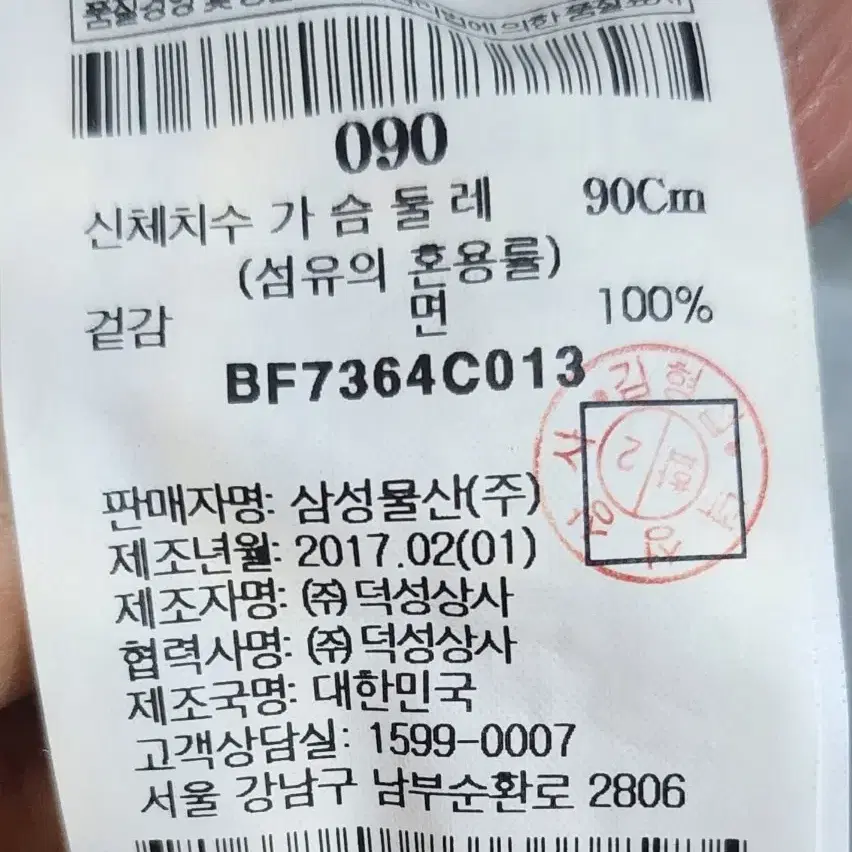 090
신체치수 가 슴 둘 레 90Cm
(섬유의 혼용률)
겉감 면 100%
BF7364C013
판매자명: 삼성물산(주)
제조년월: 2017.02(01)
제조자명: ㈜덕성상사
협력사명: ㈜덕성상사
제조국명: 대한민국
고객상담실: 1599-0007
서울 강남구 남부순환로 2806